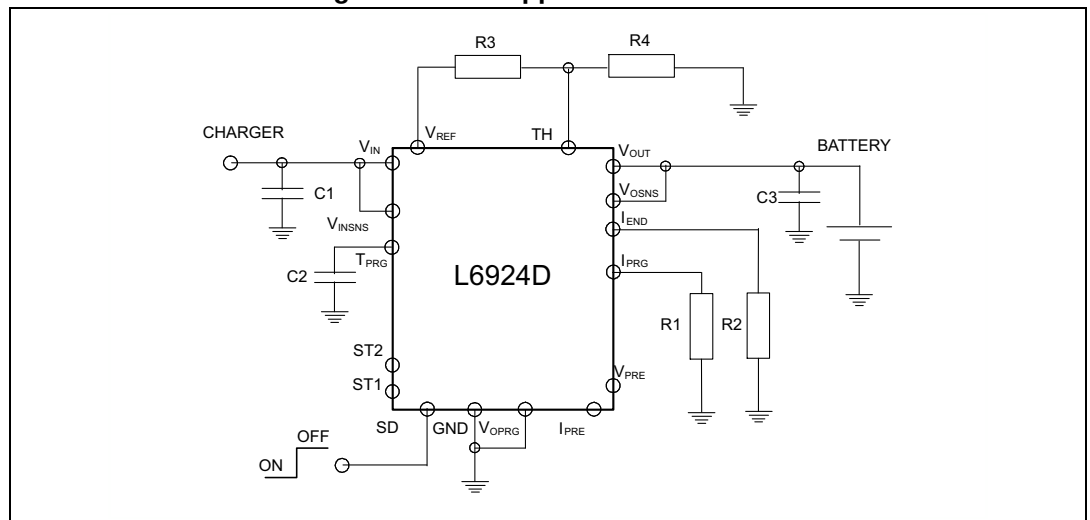 R3
R4
CHARGER
VIN
VREF
TH
VOUT
BATTERY
C1
VOSNS
C3
VINSNS
IEND
TPRG
C2
L6924D
IPRG
R1
R2
ST2
VPRE
ST1
SD
GND
VOPRG
IPRE
OFF
ON